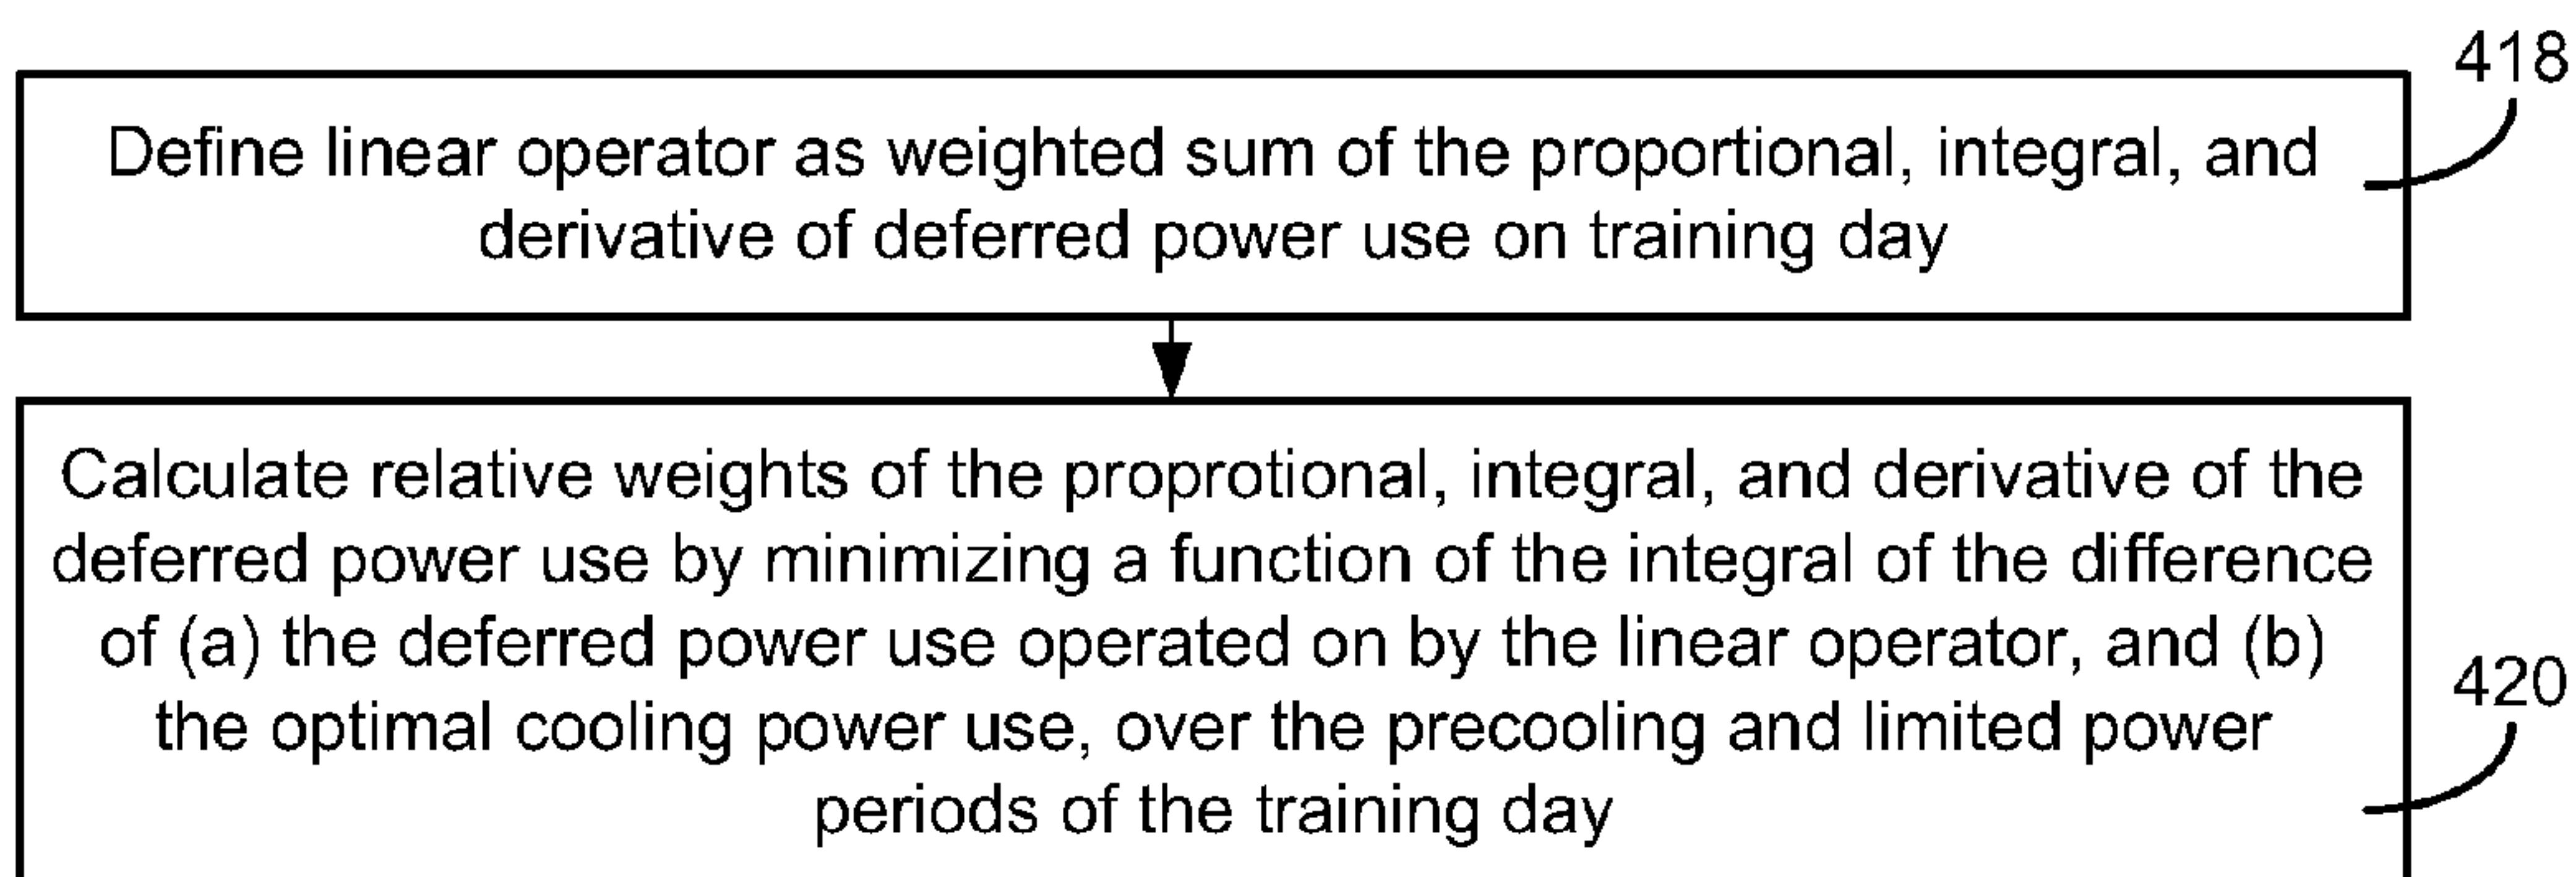 418
Define linear operator as weighted sum of the proportional, integral, and
derivative of deferred power use on training day
Calculate relative weights of the proprotional, integral, and derivative of the
deferred power use by minimizing a function of the integral of the difference
of (a) the deferred power use operated on by the linear operator, and (b)
the optimal cooling power use, over the precooling and limited power
periods of the training day
420